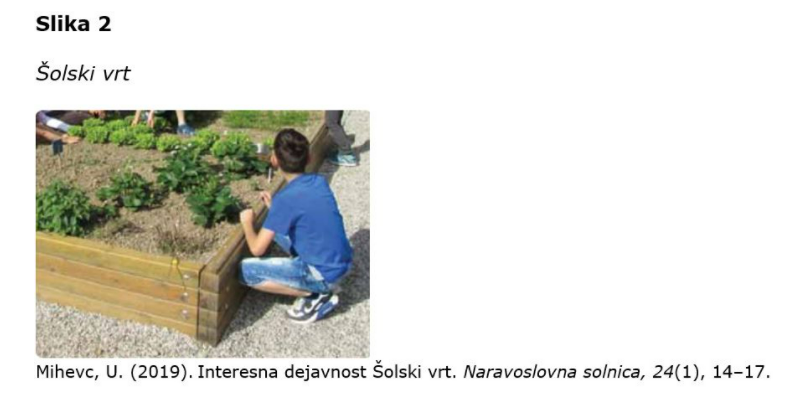 Slika 2
Šolski vrt
Mihevc, U. (2019). Interesna dejavnost Šolski vrt. Naravoslovna solnica, 24(1), 14–17.